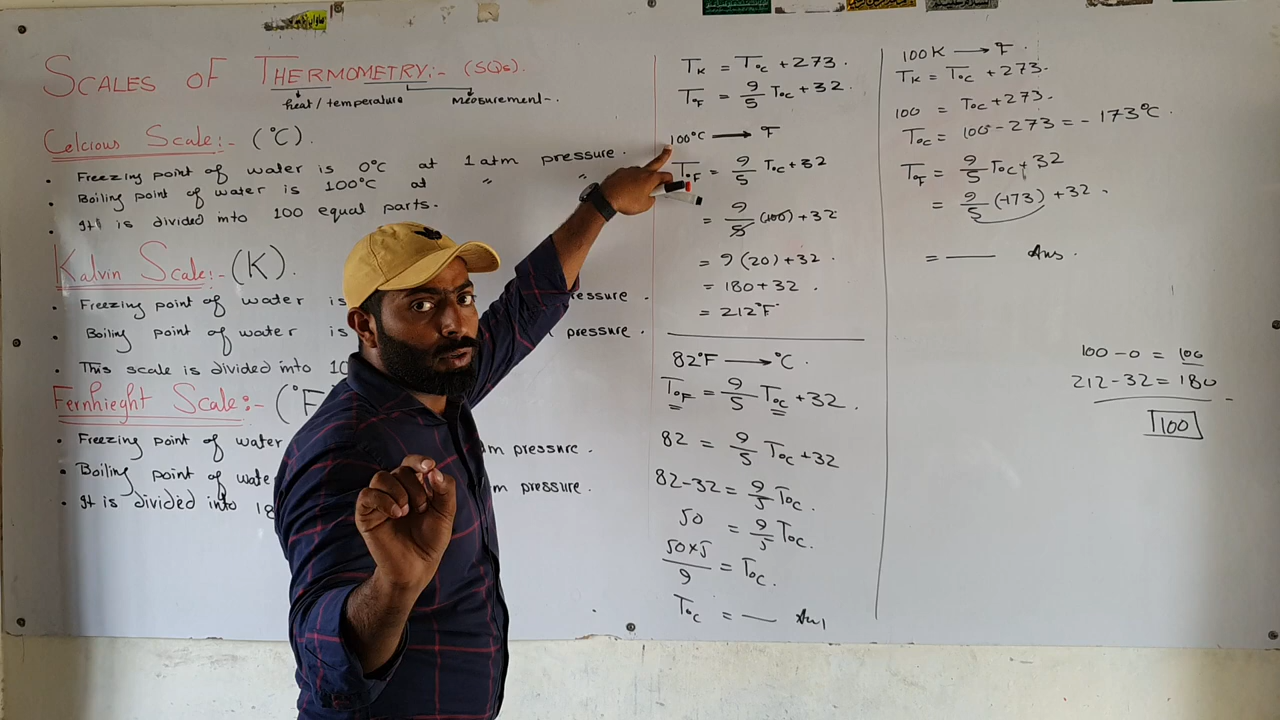 SCALES OF THERMOMETRY:- (SQs).
heat/temperature measurement-.
Celcious Scale:- (°C).
• Freezing point of water is 0°C at 1 atm pressure.
• Boiling point of water is 100°C at " "
• It is divided into 100 equal parts.
Kalvin Scale:- (K).
• Freezing point of water is ressure.
• Boiling point of water is pressure.
• This scale is divided into 10
Fernhieght Scale:- (°F
• Freezing point of water m pressure.
• Boiling point of wate m pressure.
• It is divided into 18
TK = T°C + 273.
T°F = 9/5 T°C + 32.
100°C → °F
T°F = 9/5 T°C + 32
= 9/5 (100) + 32
= 9 (20) + 32.
= 180 + 32.
= 212°F
82°F → °C.
T°F = 9/5 T°C + 32.
82 = 9/5 T°C + 32
82-32 = 9/5 T°C.
50 = 9/5 T°C.
50×5/9 = T°C.
T°C = — Ans
100K → °F.
TK = T°C + 273.
100 = T°C + 273.
T°C = 100 - 273 = - 173°C.
T°F = 9/5 T°C + 32
= 9/5 (-173) + 32.
= — Ans.
100 - 0 = 100
212 - 32 = 180
100